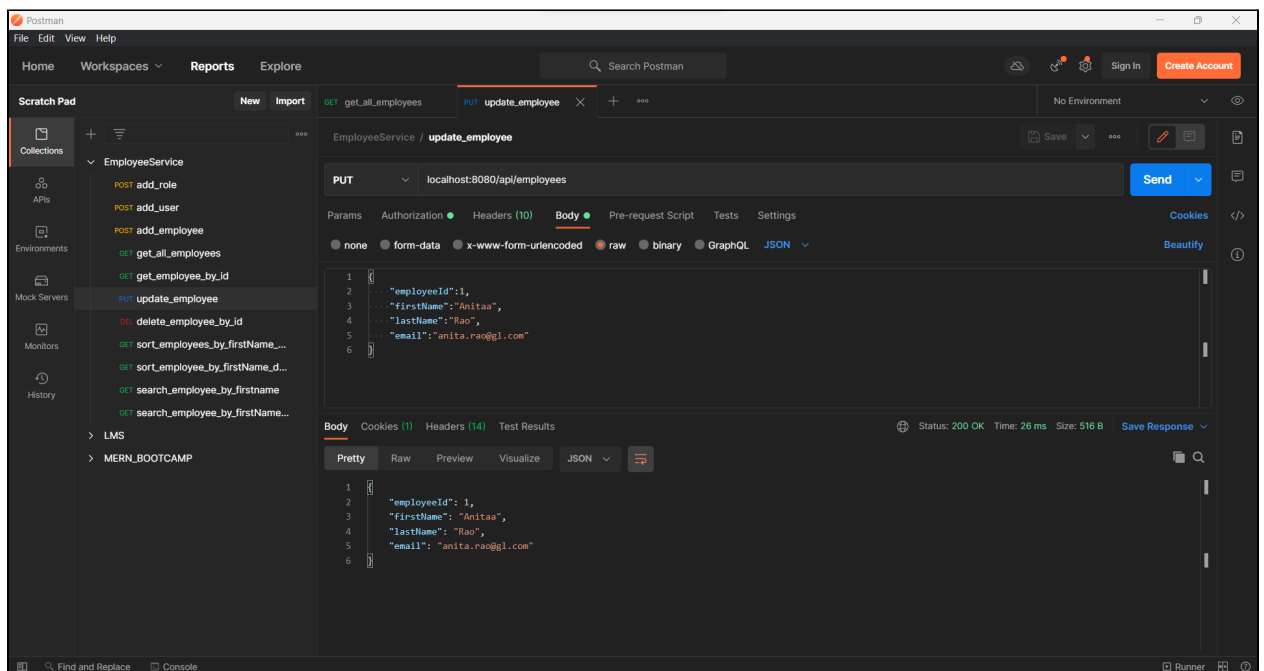 Postman
File Edit View Help
Home Workspaces Reports Explore Search Postman Sign In Create Account
Scratch Pad New Import GET get_all_employees PUT update_employee No Environment
Collections
APIs
Environments
Mock Servers
Monitors
History
EmployeeService
POST add_role
POST add_user
POST add_employee
GET get_all_employees
GET get_employee_by_id
PUT update_employee
DEL delete_employee_by_id
GET sort_employees_by_firstName_...
GET sort_employee_by_firstName_d...
GET search_employee_by_firstname
GET search_employee_by_firstName...
LMS
MERN_BOOTCAMP
EmployeeService / update_employee Save
PUT localhost:8080/api/employees Send
Params Authorization Headers (10) Body Pre-request Script Tests Settings Cookies
none form-data x-www-form-urlencoded raw binary GraphQL JSON Beautify
1 {
2 "employeeId":1,
3 "firstName":"Anitaa",
4 "lastName":"Rao",
5 "email":"anita.rao@gl.com"
6 }
Body Cookies (1) Headers (14) Test Results Status: 200 OK Time: 26 ms Size: 516 B Save Response
Pretty Raw Preview Visualize JSON
1 {
2 "employeeId": 1,
3 "firstName": "Anitaa",
4 "lastName": "Rao",
5 "email": "anita.rao@gl.com"
6 }
Find and Replace Console Runner